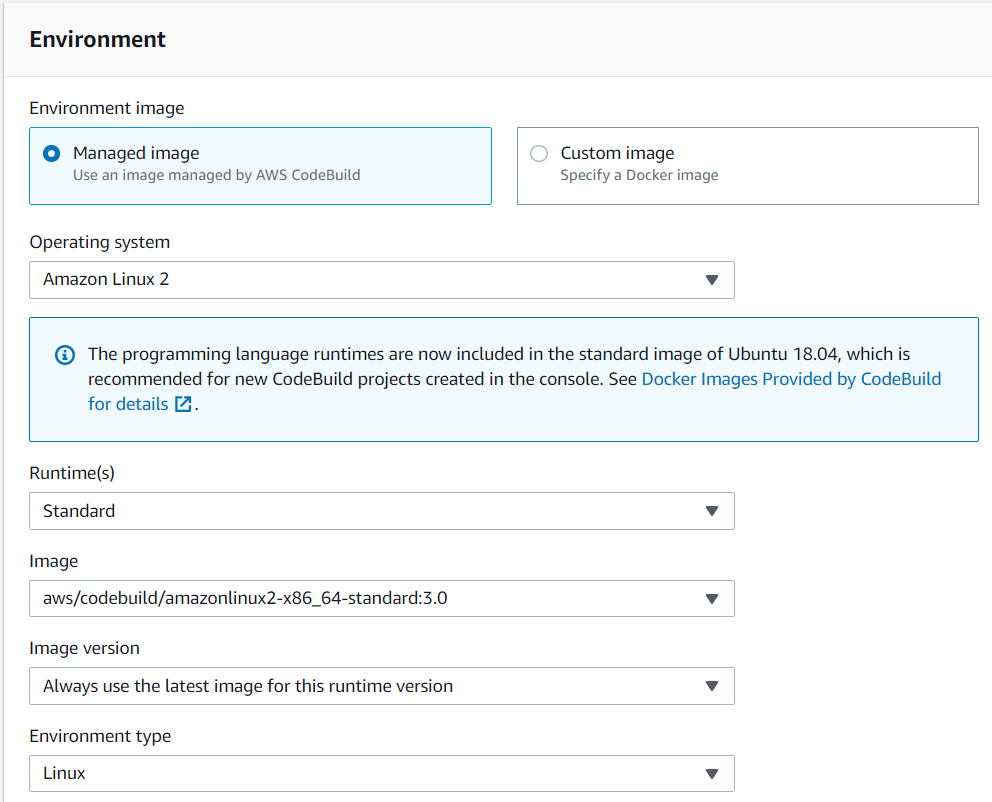 Environment
Environment image
Managed image
Use an image managed by AWS CodeBuild
Custom image
Specify a Docker image
Operating system
Amazon Linux 2
The programming language runtimes are now included in the standard image of Ubuntu 18.04, which is
recommended for new CodeBuild projects created in the console. See Docker Images Provided by CodeBuild
for details .
Runtime(s)
Standard
Image
aws/codebuild/amazonlinux2-x86_64-standard:3.0
Image version
Always use the latest image for this runtime version
Environment type
Linux